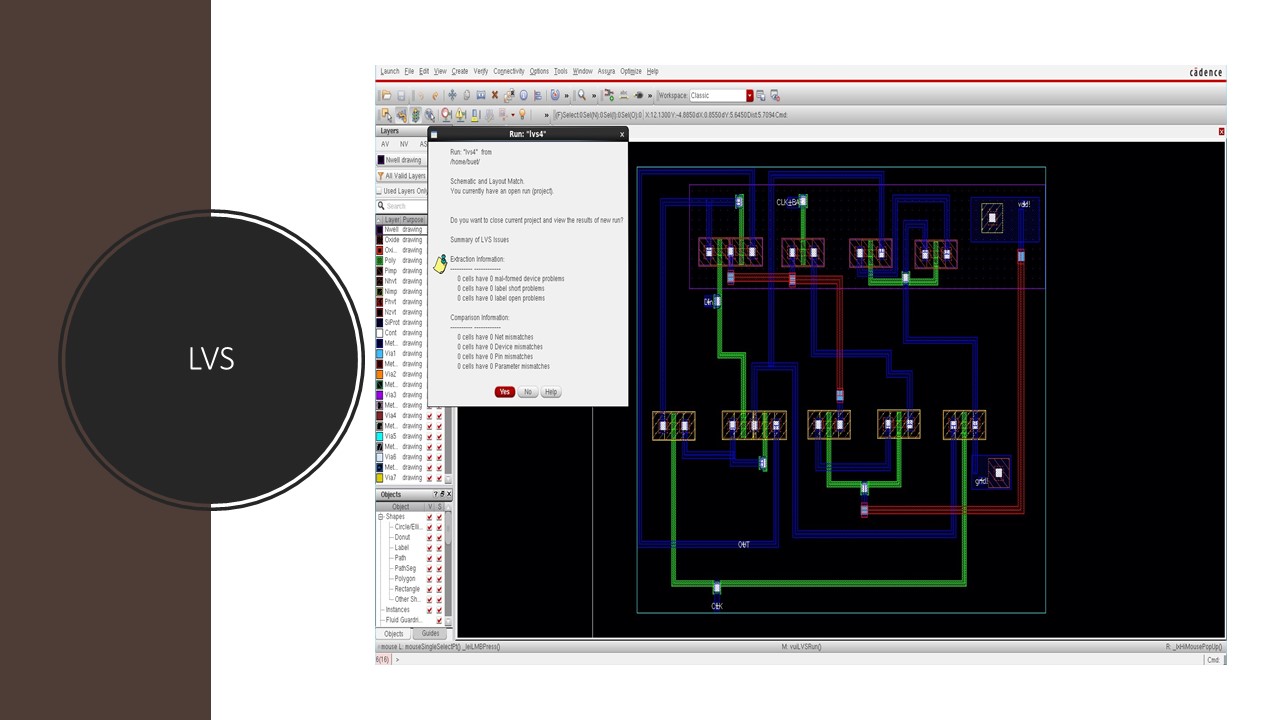 LVS
Launch File Edit View Create Verify Connectivity Options Tools Window Assura Optimize Help
cādence
» » » Workspace: Classic
» (F)Select:0 Sel(N):0 Sel(I):0 Sel(O):0 X:12.1300 Y:-4.8650 dX:0.8550 dY:5.6450 Dist:5.7094 Cmd:
Layers
AV NV AS
Nwell drawing
All Valid Layers
Used Layers Only
Search
Layer Purpose
Nwell drawing
Oxide drawing
Oxi... drawing
Poly drawing
Pimp drawing
Nhvt drawing
Nimp drawing
Phvt drawing
Nzvt drawing
SiProt drawing
Cont drawing
Met... drawing
Via1 drawing
Met... drawing
Via2 drawing
Met... drawing
Via3 drawing
Met... drawing
Via4 drawing
Met... drawing
Via5 drawing
Met... drawing
Via6 drawing
Met... drawing
Via7 drawing
Objects
Object V S
Shapes
Circle/Elli...
Donut
Label
Path
PathSeg
Polygon
Rectangle
Other Sh...
Instances
Fluid Guardri...
Objects Guides
Run: "lvs4" x
Run: "lvs4" from
/home/buet/
Schematic and Layout Match.
You currently have an open run (project).
Do you want to close current project and view the results of new run?
Summary of LVS Issues
Extraction Information:
0 cells have 0 mal-formed device problems
0 cells have 0 label short problems
0 cells have 0 label open problems
Comparison Information:
0 cells have 0 Net mismatches
0 cells have 0 Device mismatches
0 cells have 0 Pin mismatches
0 cells have 0 Parameter mismatches
Yes No Help
vdd!
Din
gnd!
OUT
CLK
mouse L: mouseSingleSelectPt() _leiLMBPress() M: vuiLVSRun() R: _lxHiMousePopUp()
6(16) > Cmd: